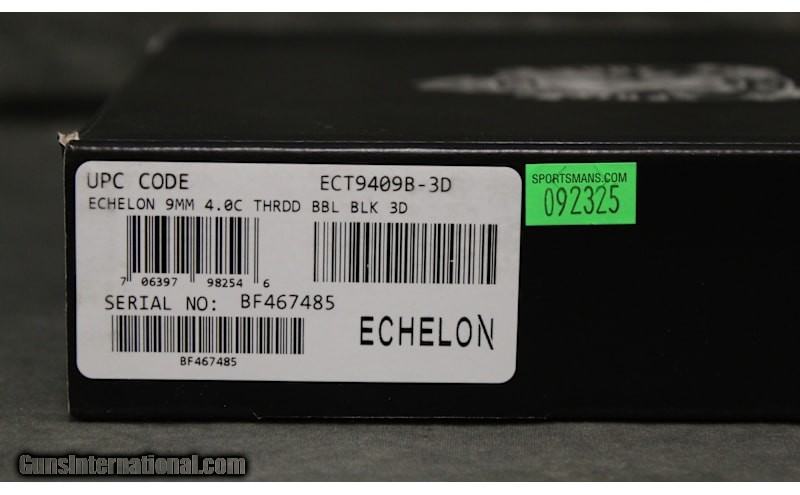 UPC CODE ECT9409B-3D
ECHELON 9MM 4.0C THRDD BBL BLK 3D
7 06397 98254 6
SERIAL NO: BF467485
BF467485
ECHELON
SPORTSMANS.COM
092325
GunsInternational.com